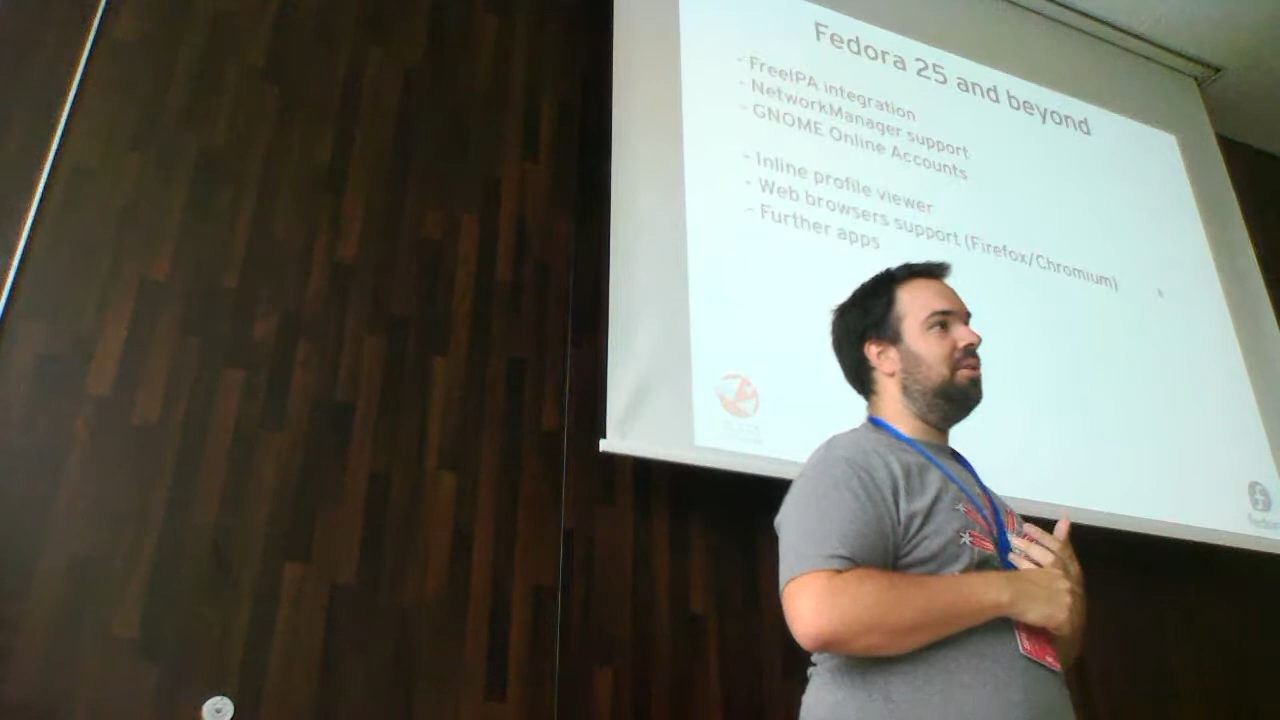 Fedora 25 and beyond
- FreeIPA integration
- NetworkManager support
- GNOME Online Accounts
- Inline profile viewer
- Web browsers support (Firefox/Chromium)
- Further apps